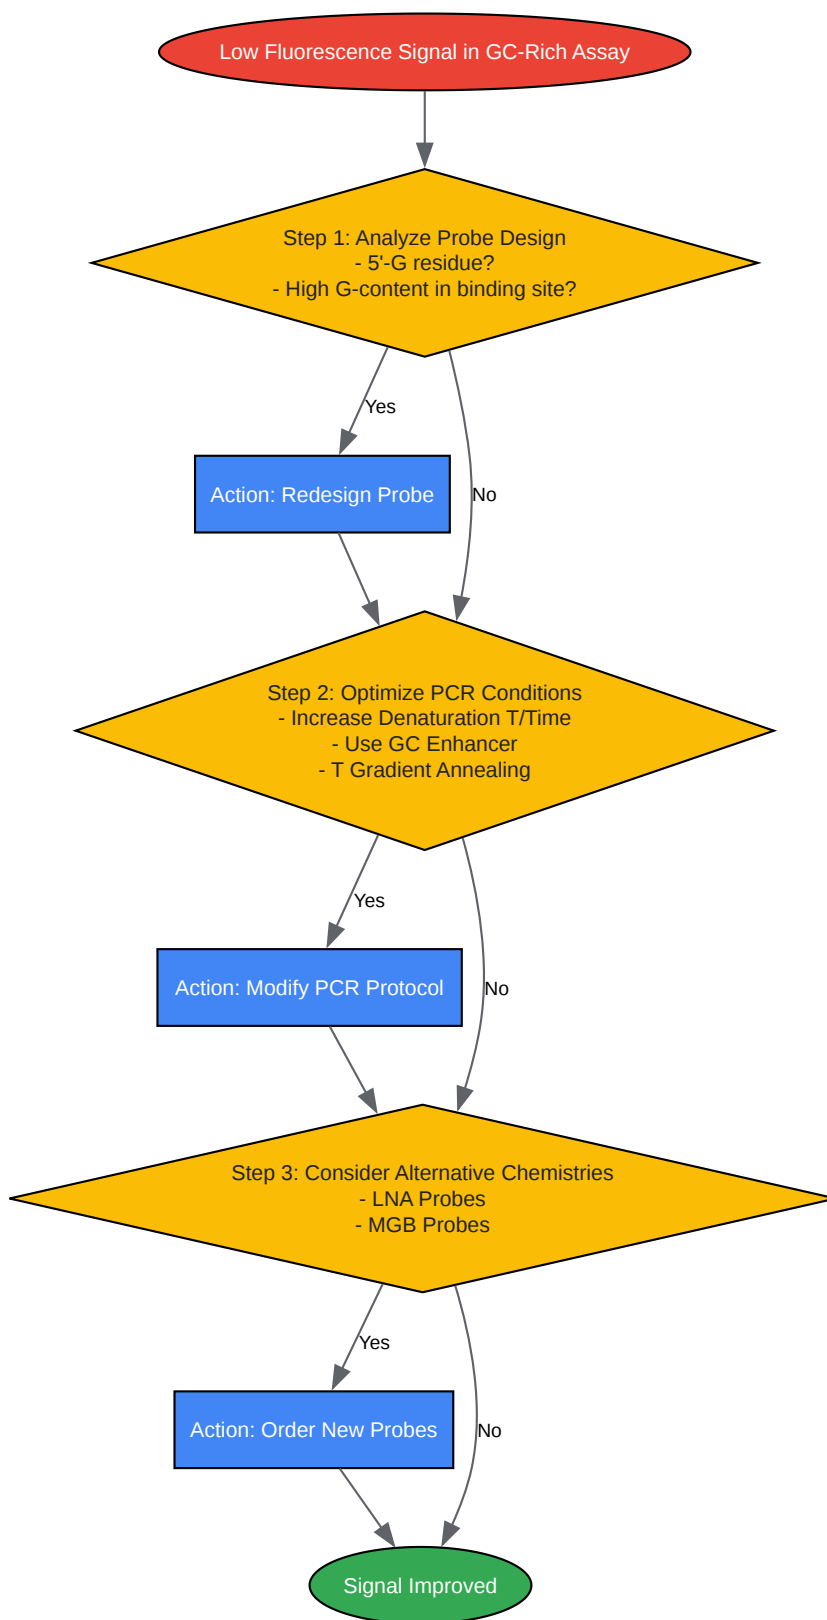 Low Fluorescence Signal in GC-Rich Assay
Step 1: Analyze Probe Design
- 5'-G residue?
- High G-content in binding site?
Yes
Action: Redesign Probe
No
Step 2: Optimize PCR Conditions
- Increase Denaturation T/Time
- Use GC Enhancer
- T Gradient Annealing
Yes
Action: Modify PCR Protocol
No
Step 3: Consider Alternative Chemistries
- LNA Probes
- MGB Probes
Yes
Action: Order New Probes
No
Signal Improved